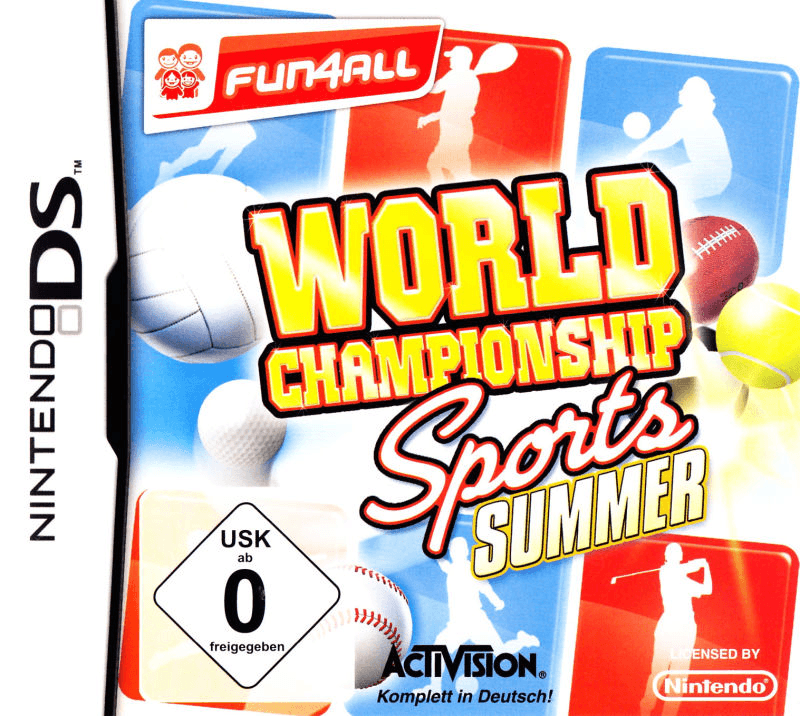 FUN4ALL
NINTENDO DS™
WORLD
CHAMPIONSHIP
Sports
SUMMER
USK
ab
0
freigegeben
ACTIVISION®
Komplett in Deutsch!
LICENSED BY
Nintendo®